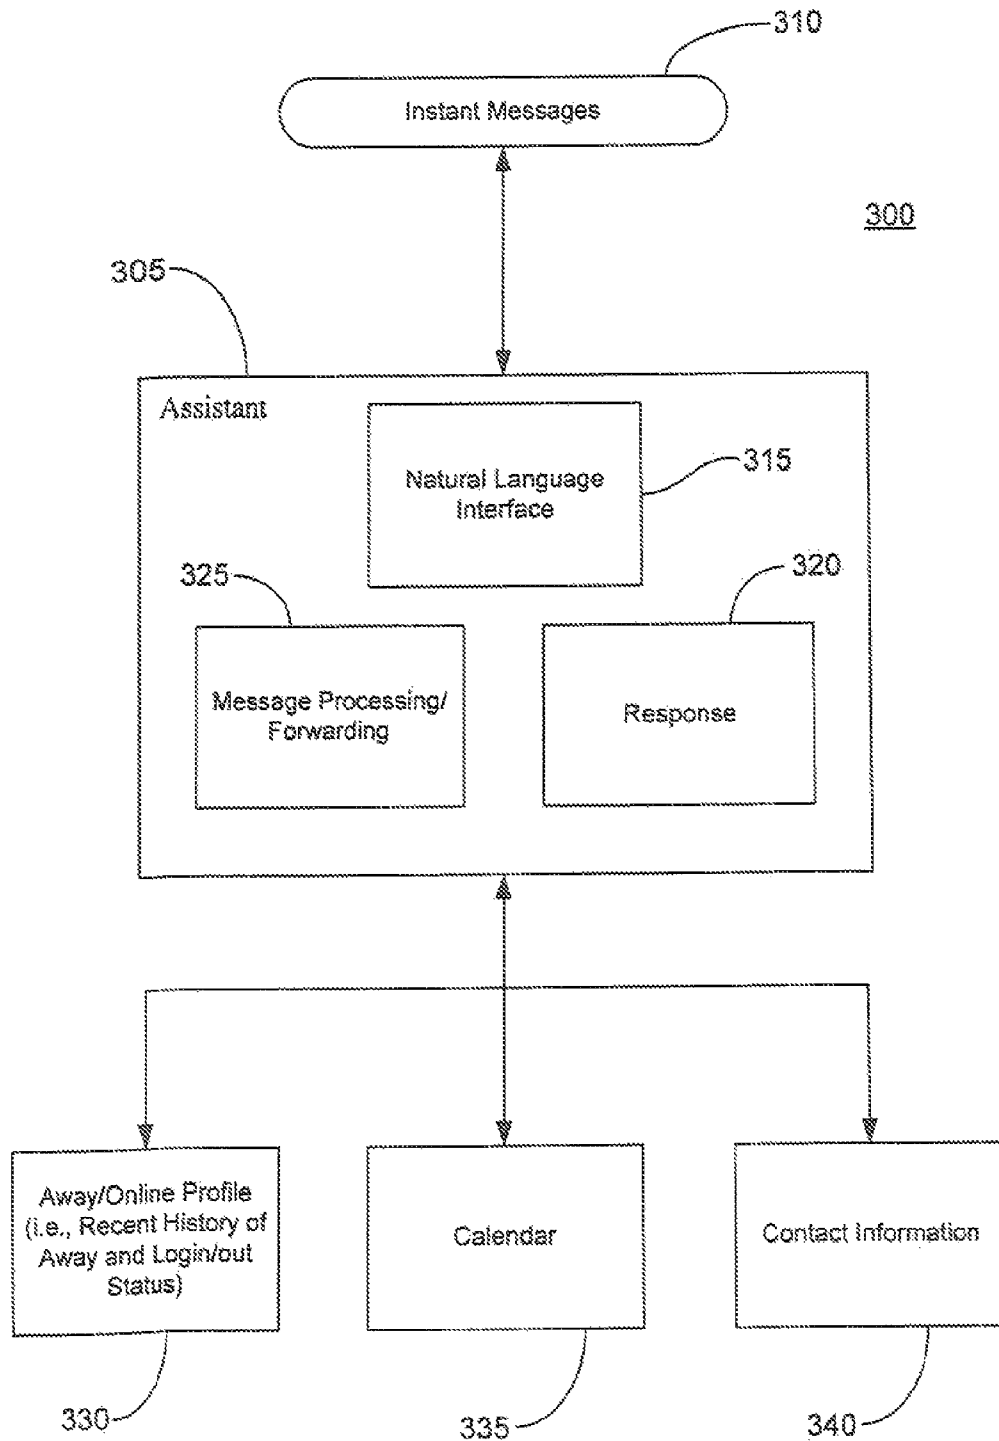 310
Instant Messages
300
305
Assistant
Natural Language
Interface
315
325
320
Message Processing/
Forwarding
Response
Away/Online Profile
(i.e., Recent History of
Away and Login/out
Status)
Calendar
Contact Information
330
335
340